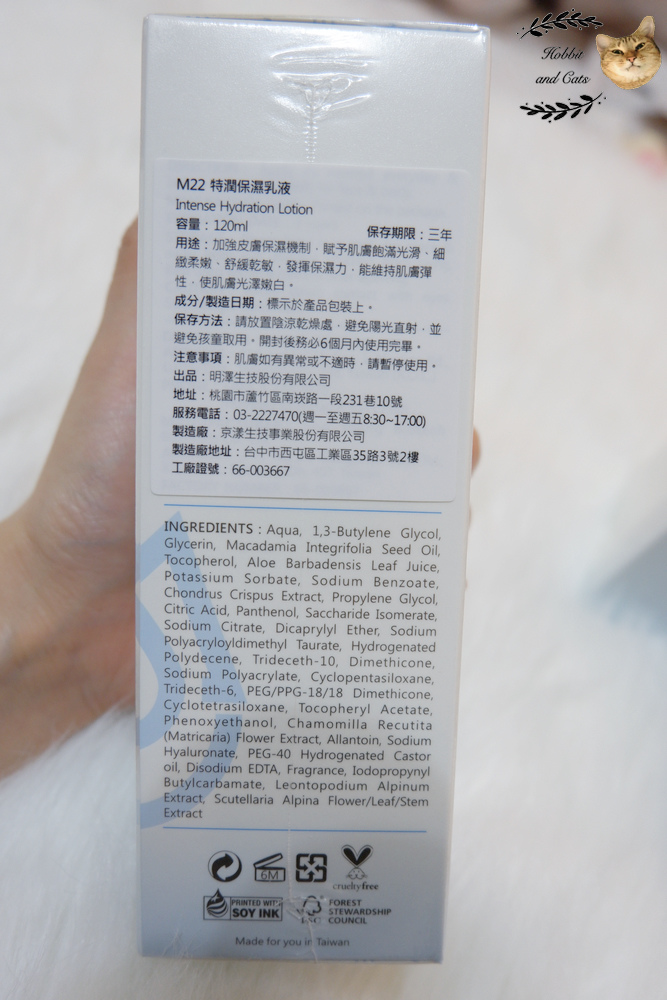 Hobbit
and Cats
M22 特潤保濕乳液
Intense Hydration Lotion
容量：120ml 保存期限：三年
用途：加強皮膚保濕機制，賦予肌膚飽滿光滑、細
緻柔嫩、舒緩乾敏，發揮保濕力，能維持肌膚彈
性，使肌膚光澤嫩白。
成分/製造日期：標示於產品包裝上。
保存方法：請放置陰涼乾燥處，避免陽光直射，並
避免孩童取用。開封後務必6個月內使用完畢。
注意事項：肌膚如有異常或不適時，請暫停使用。
出品：明澤生技股份有限公司
地址：桃園市蘆竹區南崁路一段231巷10號
服務電話：03-2227470(週一至週五8:30~17:00)
製造廠：京漾生技事業股份有限公司
製造廠地址：台中市西屯區工業區35路3號2樓
工廠證號：66-003667
INGREDIENTS : Aqua, 1,3-Butylene Glycol,
Glycerin, Macadamia Integrifolia Seed Oil,
Tocopherol, Aloe Barbadensis Leaf Juice,
Potassium Sorbate, Sodium Benzoate,
Chondrus Crispus Extract, Propylene Glycol,
Citric Acid, Panthenol, Saccharide Isomerate,
Sodium Citrate, Dicaprylyl Ether, Sodium
Polyacryloyldimethyl Taurate, Hydrogenated
Polydecene, Trideceth-10, Dimethicone,
Sodium Polyacrylate, Cyclopentasiloxane,
Trideceth-6, PEG/PPG-18/18 Dimethicone,
Cyclotetrasiloxane, Tocopheryl Acetate,
Phenoxyethanol, Chamomilla Recutita
(Matricaria) Flower Extract, Allantoin, Sodium
Hyaluronate, PEG-40 Hydrogenated Castor
oil, Disodium EDTA, Fragrance, Iodopropynyl
Butylcarbamate, Leontopodium Alpinum
Extract, Scutellaria Alpina Flower/Leaf/Stem
Extract
6M
crueltyfree
PRINTED WITH
SOY INK
FSC
FOREST
STEWARDSHIP
COUNCIL
Made for you in Taiwan